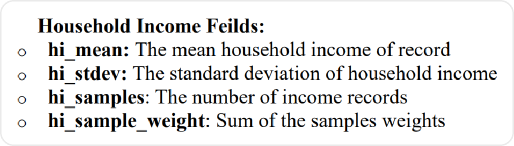 Household Income Feilds:
○ hi_mean: The mean household income of record
○ hi_stdev: The standard deviation of household income
○ hi_samples: The number of income records
○ hi_sample_weight: Sum of the samples weights